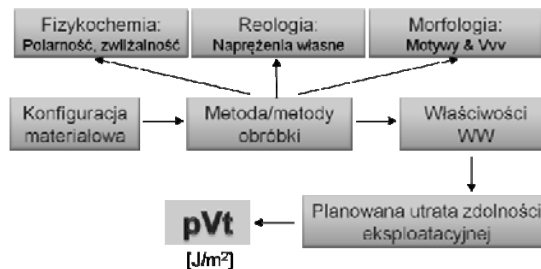 Fizykochemia:
Polarność, zwilżalność
Reologia:
Naprężenia własne
Morfologia:
Motywy & Vvv
Konfiguracja
materialowa
Metoda/metody
obróbki
Właściwości
WW
Planowana utrata zdolności
eksploatacyjnej
pVt
[J/m²]